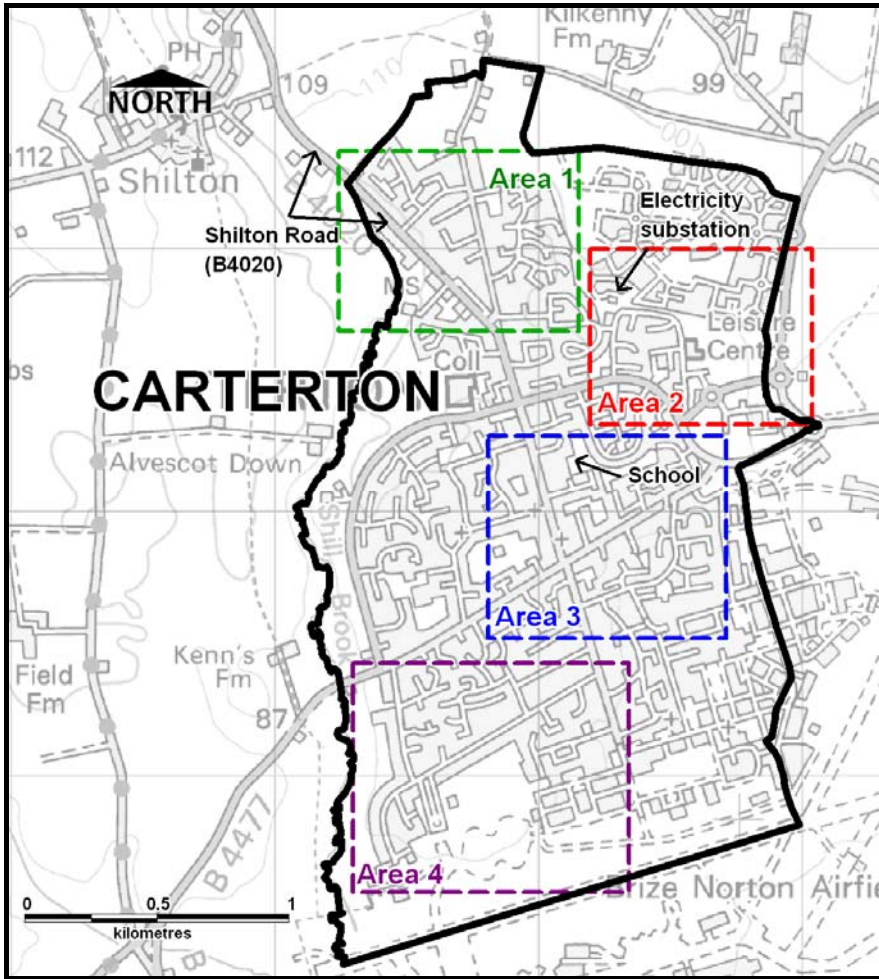 Kilkenny
Fm
PH
109
110
99
100
NORTH
112
Shilton
Area 1
Electricity
substation
Shilton Road
(B4020)
MS
Leisure
Centre
Coll
CARTERTON
Area 2
Alvescot Down
School
Shill
Brook
Area 3
Kenn's
Fm
Field
Fm
87
B 4477
Area 4
Brize Norton Airfie
0 0.5 1
kilometres